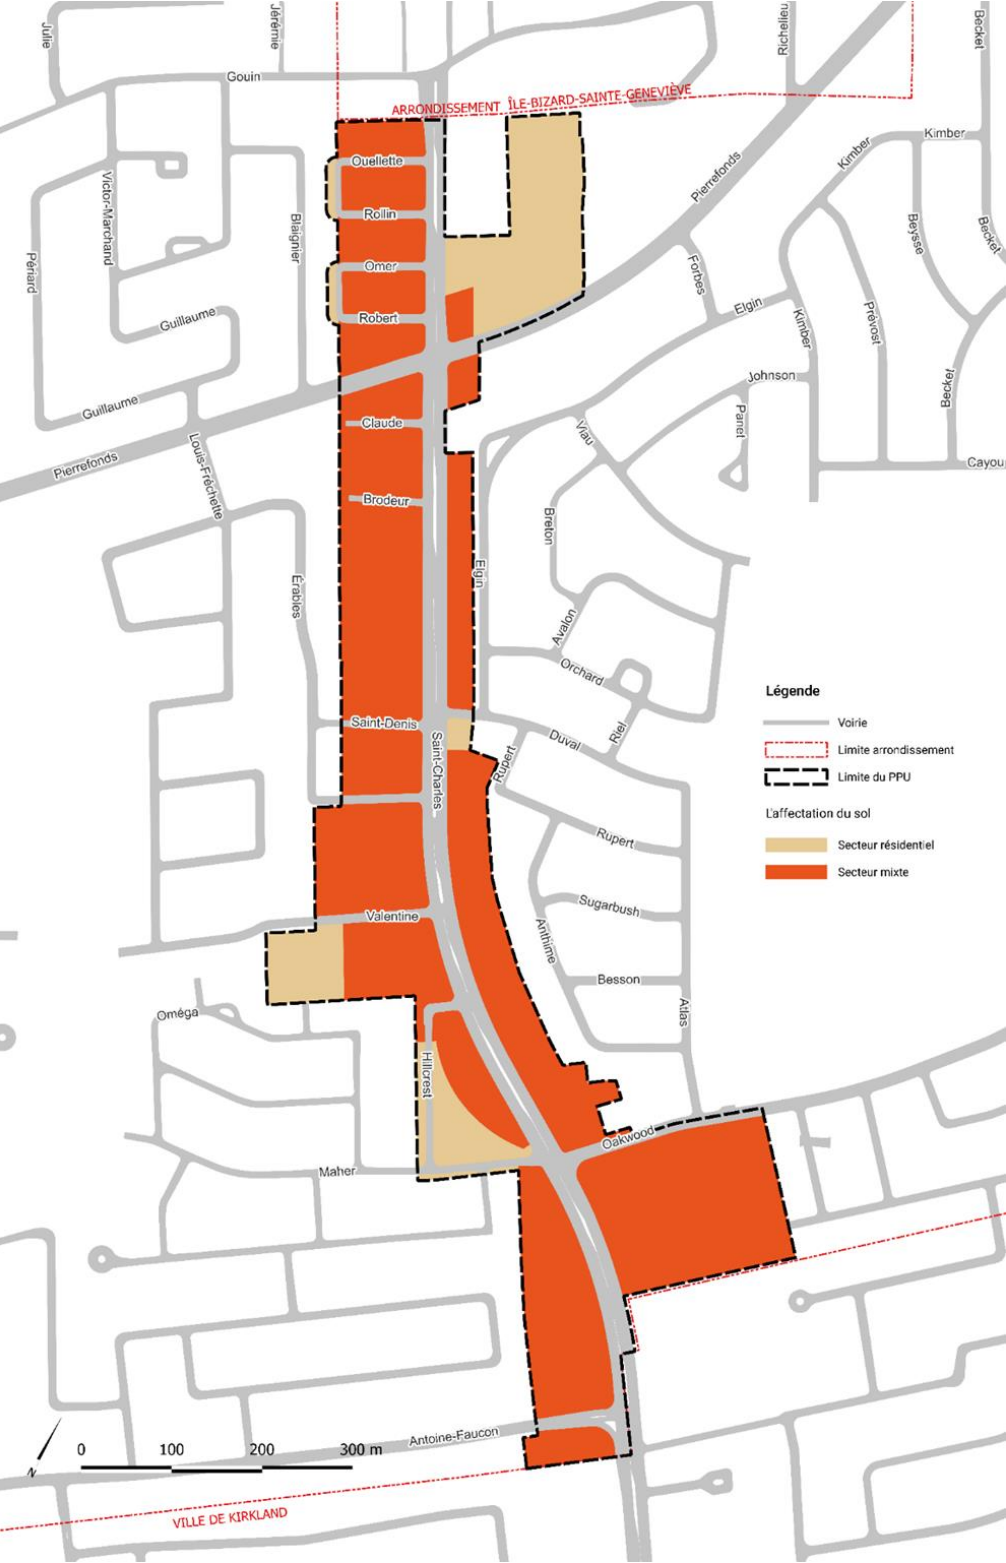 Julie
Jérémie
Richelieu
Becket
Gouin
ARRONDISSEMENT ÎLE-BIZARD-SAINTE-GENEVIÈVE
Ouellette
Kimber
Kimber
Pierrefonds
Victor-Marchand
Rollin
Blaignier
Beysse
Becket
Périard
Omer
Forbes
Guillaume
Robert
Elgin
Kimber
Prévost
Johnson
Becket
Guillaume
Claude
Viau
Panet
Pierrefonds
Louis-Fréchette
Cayou
Brodeur
Breton
Érables
Elgin
Avalon
Orchard
Légende
Saint-Denis
Voirie
Riel
Duval
Limite arrondissement
Saint-Charles
Rupert
Limite du PPU
L'affectation du sol
Rupert
Secteur résidentiel
Secteur mixte
Sugarbush
Valentine
Anthime
Besson
Oméga
Atlas
Hillcrest
Oakwood
Maher
Antoine-Faucon
0 100 200 300 m
N
VILLE DE KIRKLAND